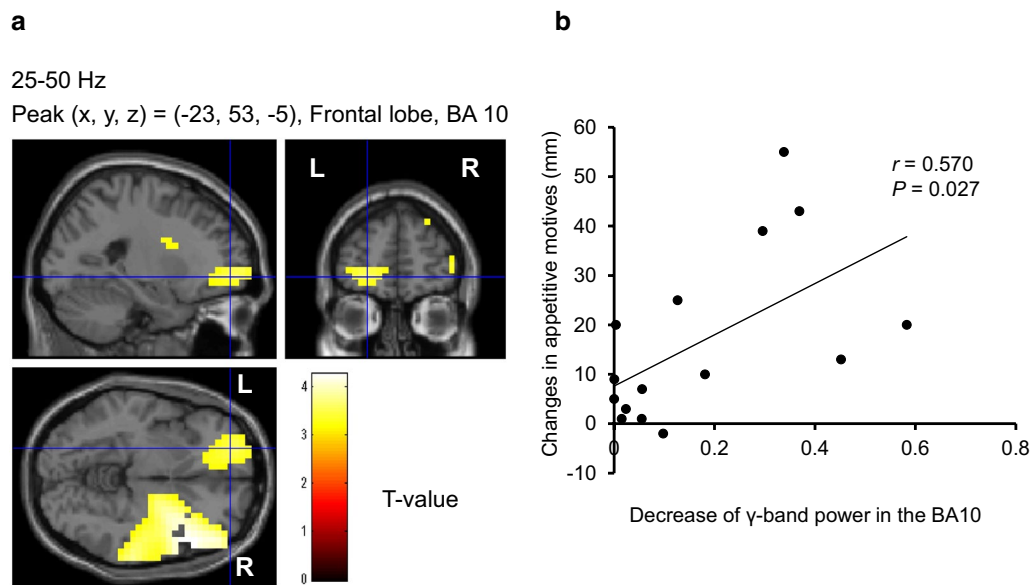 a
25-50 Hz
Peak (x, y, z) = (-23, 53, -5), Frontal lobe, BA 10
L
R
L
R
4
3
2
1
0
T-value
b
Changes in appetitive motives (mm)
60
50
40
30
20
10
0
-10
r = 0.570
P = 0.027
0
0.2
0.4
0.6
0.8
Decrease of γ-band power in the BA10